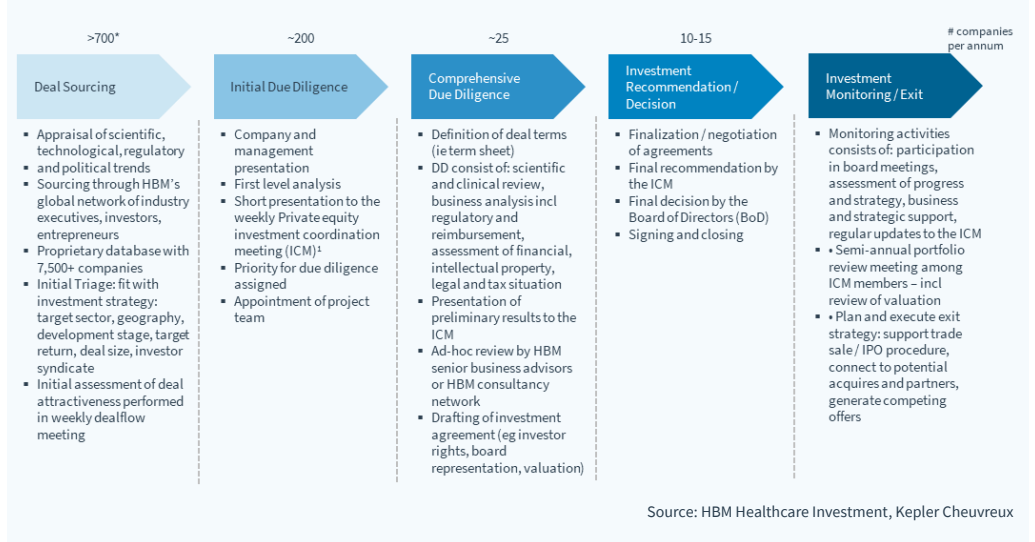 >700*
~200
~25
10-15
# companies
per annum
Deal Sourcing
Initial Due Diligence
Comprehensive
Due Diligence
Investment
Recommendation /
Decision
Investment
Monitoring / Exit
▪ Appraisal of scientific,
technological, regulatory
▪ and political trends
▪ Sourcing through HBM's
global network of industry
executives, investors,
entrepreneurs
▪ Proprietary database with
7,500+ companies
▪ Initial Triage: fit with
investment strategy:
target sector, geography,
development stage, target
return, deal size, investor
syndicate
▪ Initial assessment of deal
attractiveness performed
in weekly dealflow
meeting
▪ Company and
management
presentation
▪ First level analysis
▪ Short presentation to the
weekly Private equity
investment coordination
meeting (ICM)¹
▪ Priority for due diligence
assigned
▪ Appointment of project
team
▪ Definition of deal terms
(ie term sheet)
▪ DD consist of: scientific
and clinical review,
business analysis incl
regulatory and
reimbursement,
assessment of financial,
intellectual property,
legal and tax situation
▪ Presentation of
preliminary results to the
ICM
▪ Ad-hoc review by HBM
senior business advisors
or HBM consultancy
network
▪ Drafting of investment
agreement (eg investor
rights, board
representation, valuation)
▪ Finalization / negotiation
of agreements
▪ Final recommendation by
the ICM
▪ Final decision by the
Board of Directors (BoD)
▪ Signing and closing
▪ Monitoring activities
consists of: participation
in board meetings,
assessment of progress
and strategy, business
and strategic support,
regular updates to the ICM
▪ • Semi-annual portfolio
review meeting among
ICM members – incl
review of valuation
▪ • Plan and execute exit
strategy: support trade
sale / IPO procedure,
connect to potential
acquires and partners,
generate competing
offers
Source: HBM Healthcare Investment, Kepler Cheuvreux